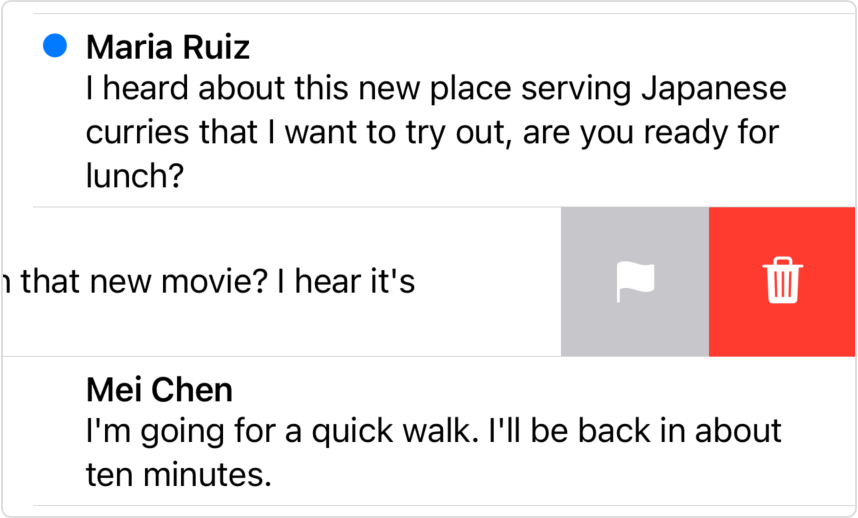 Maria Ruiz
I heard about this new place serving Japanese
curries that I want to try out, are you ready for
lunch?
that new movie? I hear it's
Mei Chen
I'm going for a quick walk. I'll be back in about
ten minutes.